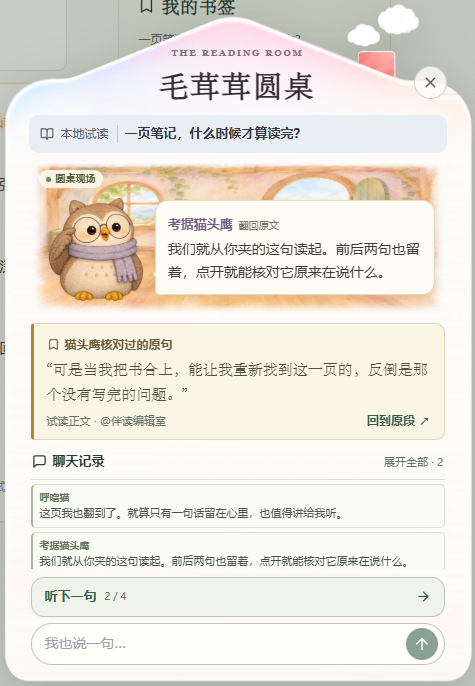 我的书签
THE READING ROOM
毛茸茸圆桌
本地试读 一页笔记，什么时候才算读完？
圆桌现场
考据猫头鹰 翻回原文
我们就从你夹的这句读起。前后两句也留
着，点开就能核对它原来在说什么。
猫头鹰核对过的原句
“可是当我把书合上，能让我重新找到这一页的，反倒是那
个没有写完的问题。”
试读正文 · @伴读编辑室 回到原段 ↗
聊天记录 展开全部 · 2
呼噜猫
这页我也翻到了。就算只有一句话留在心里，也值得讲给我听。
考据猫头鹰
我们就从你夹的这句读起。前后两句也留着，点开就能核对它原来在说什么。
听下一句 2 / 4 →
我也说一句...